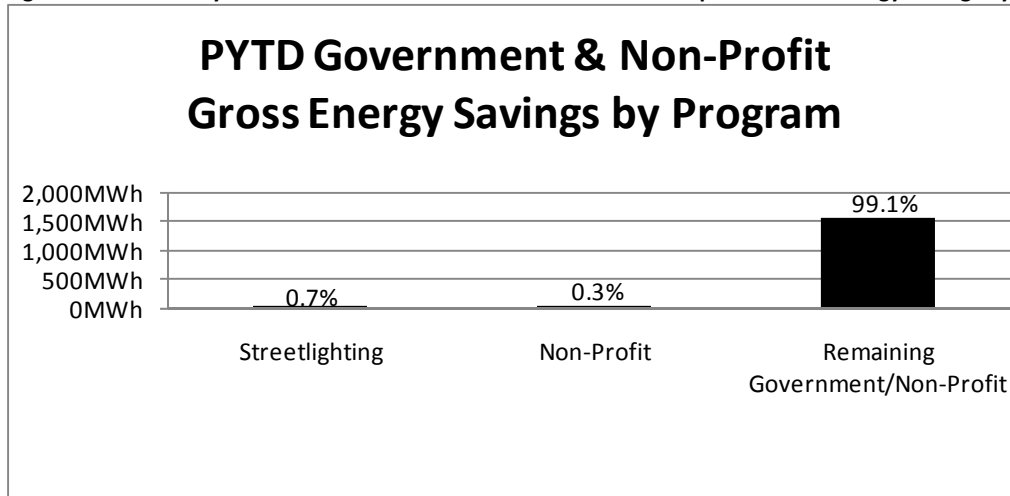 PYTD Government & Non-Profit
Gross Energy Savings by Program
2,000MWh
1,500MWh
1,000MWh
500MWh
0MWh
0.7%
0.3%
99.1%
Streetlighting
Non-Profit
Remaining
Government/Non-Profit